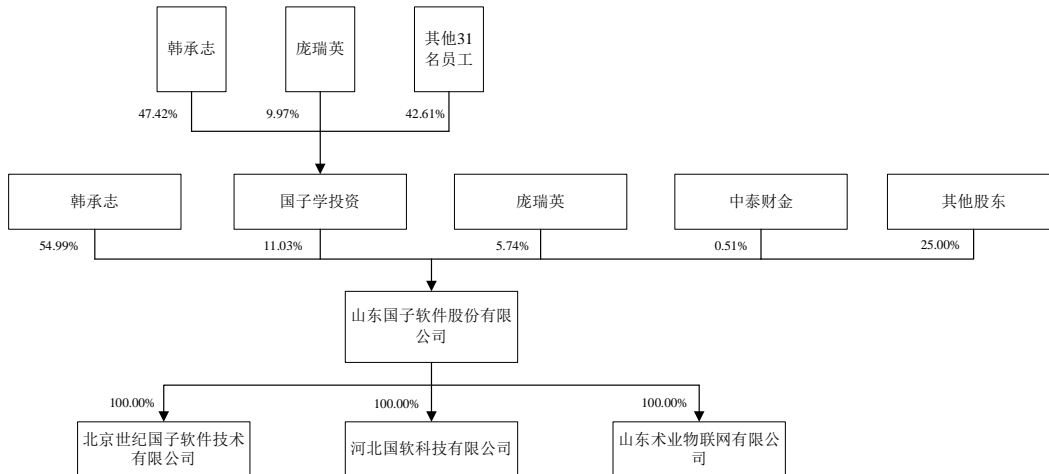 韩承志
庞瑞英
其他31
名员工
47.42%
9.97%
42.61%
韩承志
国子学投资
庞瑞英
中泰财金
其他股东
54.99%
11.03%
5.74%
0.51%
25.00%
山东国子软件股份有限
公司
100.00%
100.00%
100.00%
北京世纪国子软件技术
有限公司
河北国软科技有限公司
山东术业物联网有限公
司